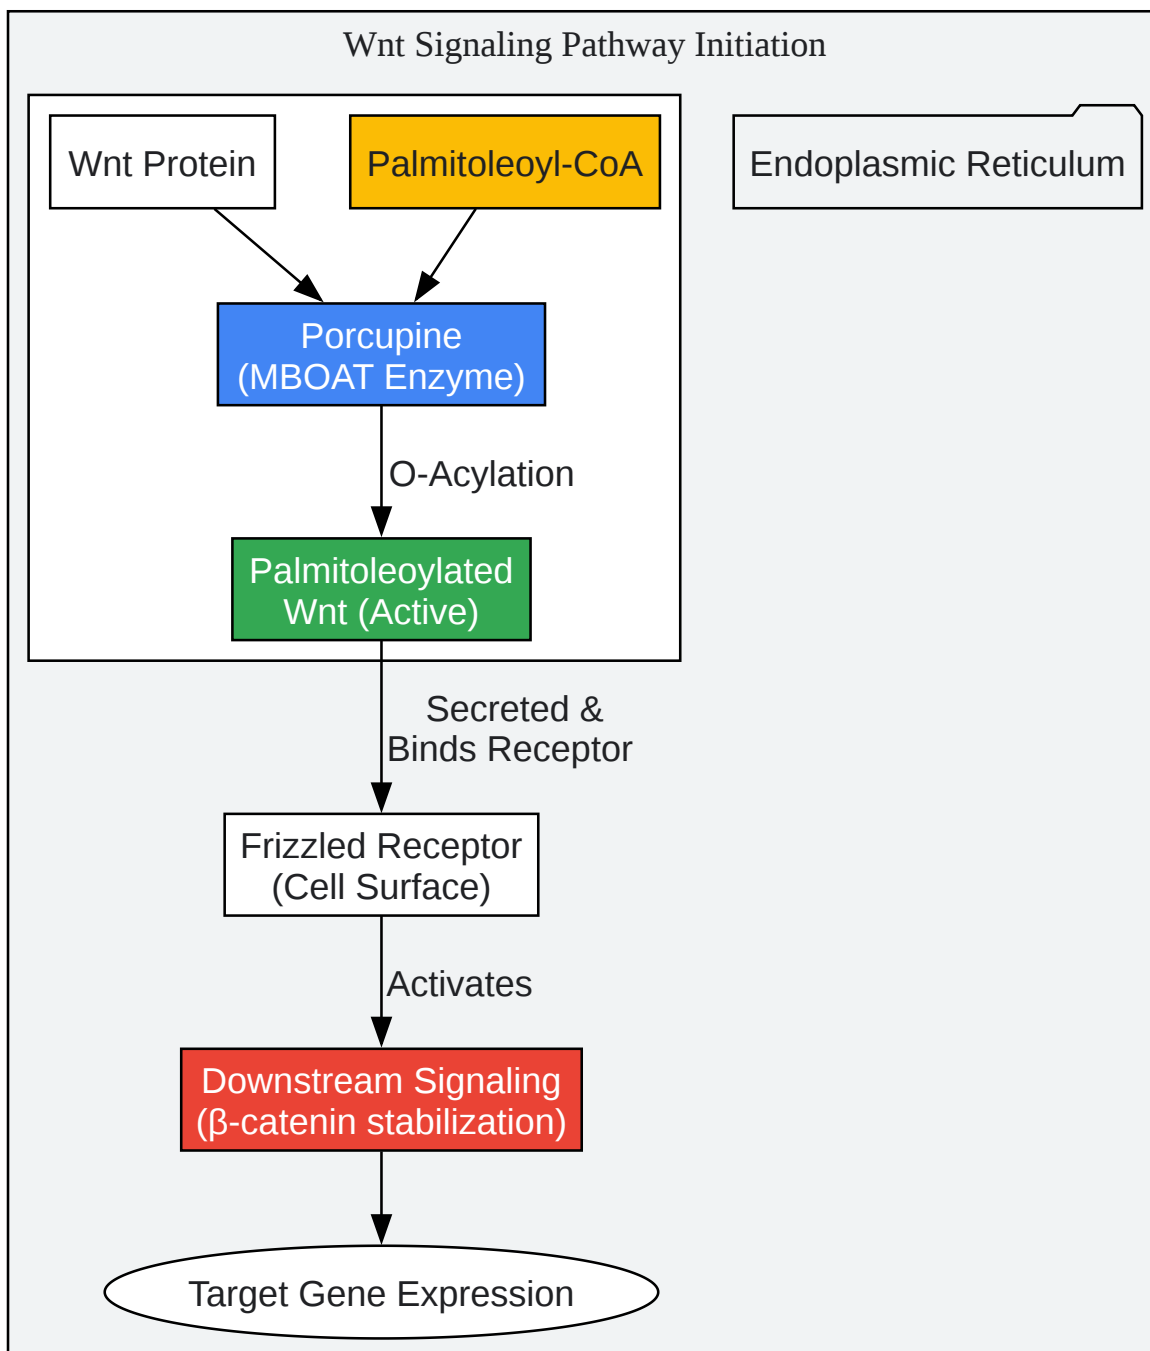 Wnt Signaling Pathway Initiation
Wnt Protein
Palmitoleoyl-CoA
Endoplasmic Reticulum
Porcupine
(MBOAT Enzyme)
O-Acylation
Palmitoleoylated
Wnt (Active)
Secreted &
Binds Receptor
Frizzled Receptor
(Cell Surface)
Activates
Downstream Signaling
(β-catenin stabilization)
Target Gene Expression